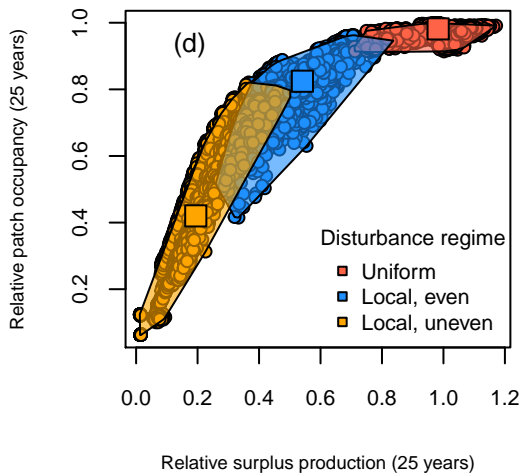 (d)
Relative patch occupancy (25 years)
1.0
0.8
0.6
0.4
0.2
Disturbance regime
Uniform
Local, even
Local, uneven
0.0 0.2 0.4 0.6 0.8 1.0 1.2
Relative surplus production (25 years)